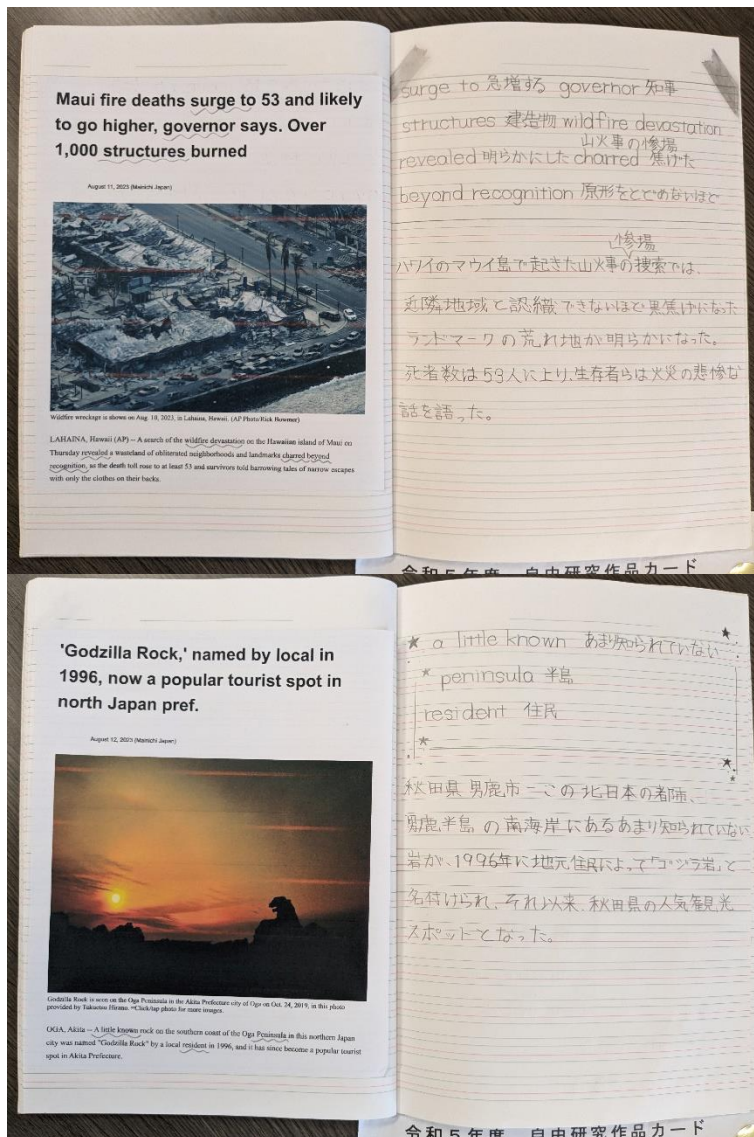 Maui fire deaths surge to 53 and likely
to go higher, governor says. Over
1,000 structures burned
August 11, 2023 (Mainichi Japan)
Wildfire wreckage is shown on Aug. 10, 2023, in Lahaina, Hawaii. (AP Photo/Rick Bowmer)
LAHAINA, Hawaii (AP) -- A search of the wildfire devastation on the Hawaiian island of Maui on
Thursday revealed a wasteland of obliterated neighborhoods and landmarks charred beyond
recognition, as the death toll rose to at least 53 and survivors told harrowing tales of narrow escapes
with only the clothes on their backs.
surge to 急増する governor 知事
structures 建造物 wildfire devastation
山火事の惨場
revealed 明らかにした charred 焦げた
beyond recognition 原形をとどめないほど
惨場
ハワイのマウイ島で起きた山火事の捜索では、
近隣地域と認識できないほど黒焦げになった
ランドマークの荒れ地が明らかになった。
死者数は53人に上り、生存者らは火災の悲惨な
話を語った。
令和5年度 自由研究作品カード
'Godzilla Rock,' named by local in
1996, now a popular tourist spot in
north Japan pref.
August 12, 2023 (Mainichi Japan)
Godzilla Rock is seen on the Oga Peninsula in the Akita Prefecture city of Oga on Oct. 24, 2019, in this photo
provided by Takuetsu Hirano. =Click/tap photo for more images.
OGA, Akita -- A little known rock on the southern coast of the Oga Peninsula in this northern Japan
city was named "Godzilla Rock" by a local resident in 1996, and it has since become a popular tourist
spot in Akita Prefecture.
a little known あまり知られていない
peninsula 半島
resident 住民
秋田県男鹿市-この北日本の都市、
男鹿半島の南海岸にあるあまり知られていない
岩が、1996年に地元住民によって「ゴジラ岩」と
名付けられ、それ以来、秋田県の人気観光
スポットとなった。
令和5年度 自由研究作品カード